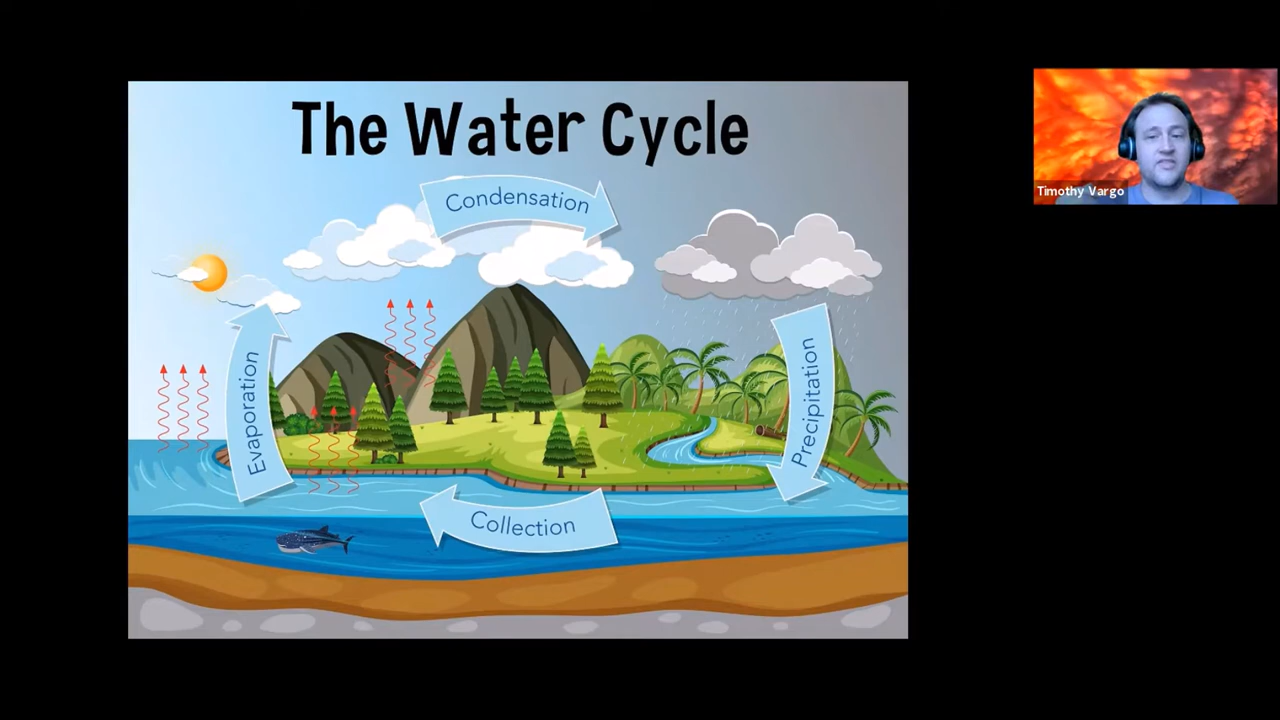 The Water Cycle
Condensation
Timothy Vargo
Evaporation
Precipitation
Collection